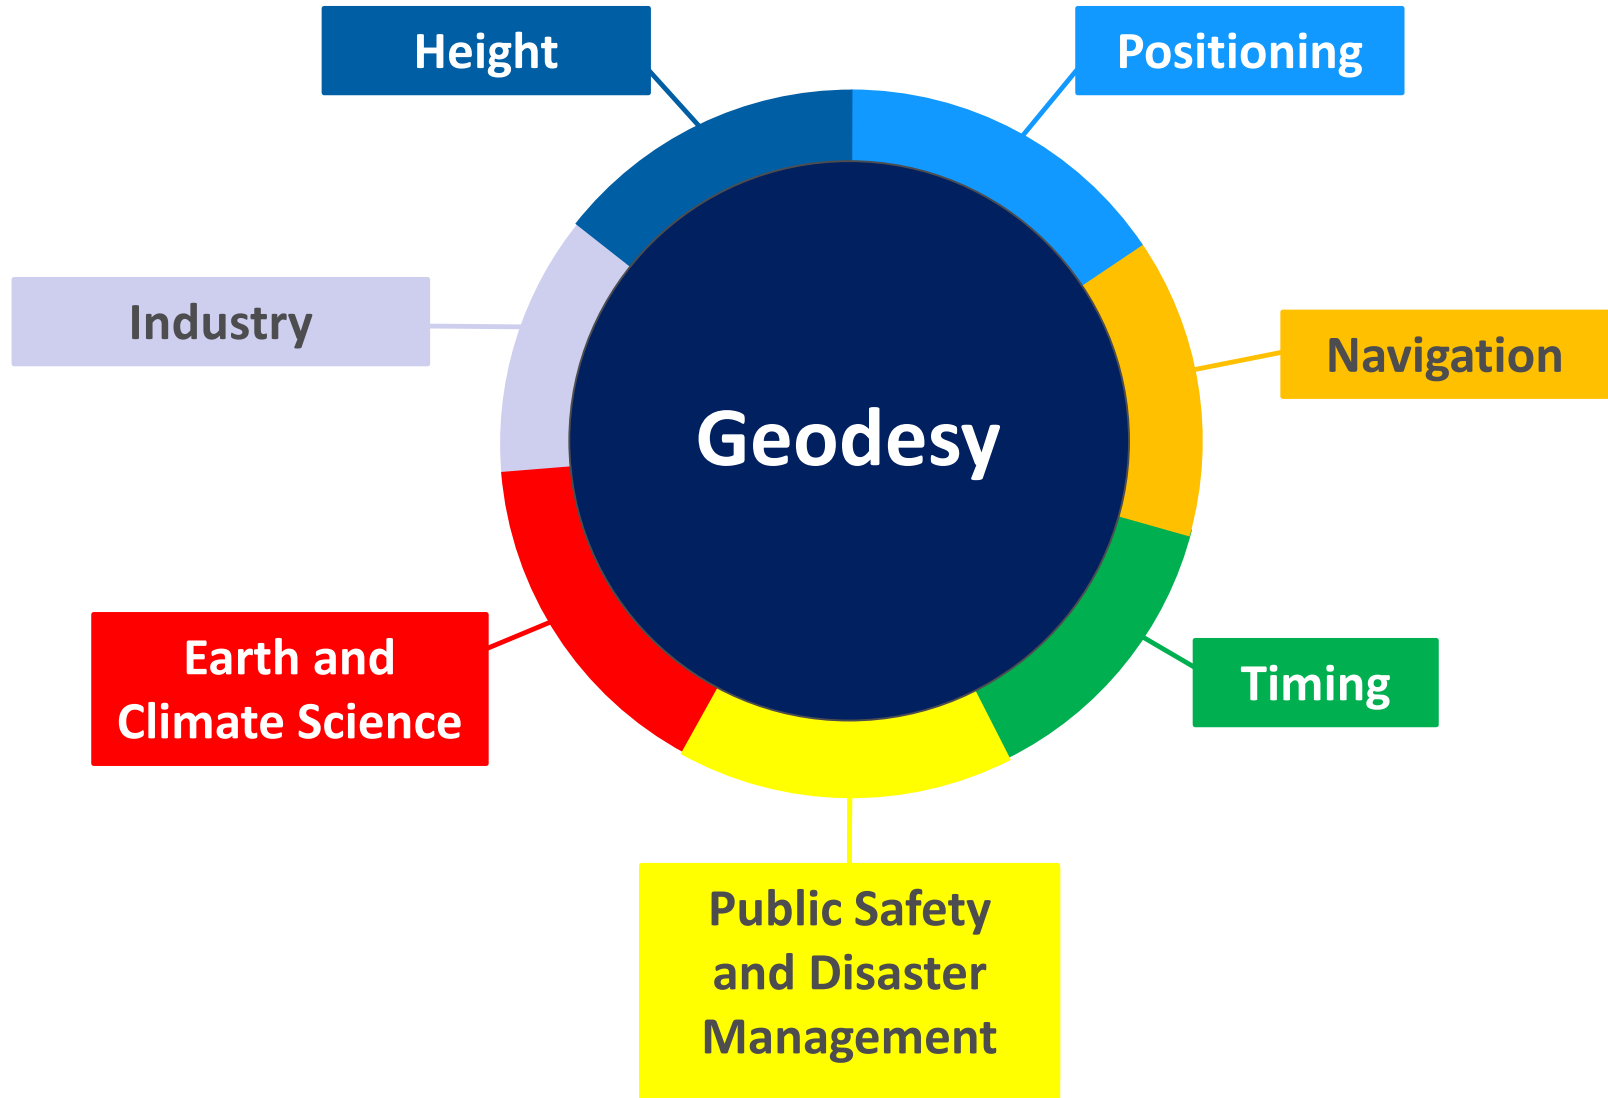 Height
Positioning
Industry
Navigation
Geodesy
Earth and
Climate Science
Timing
Public Safety
and Disaster
Management